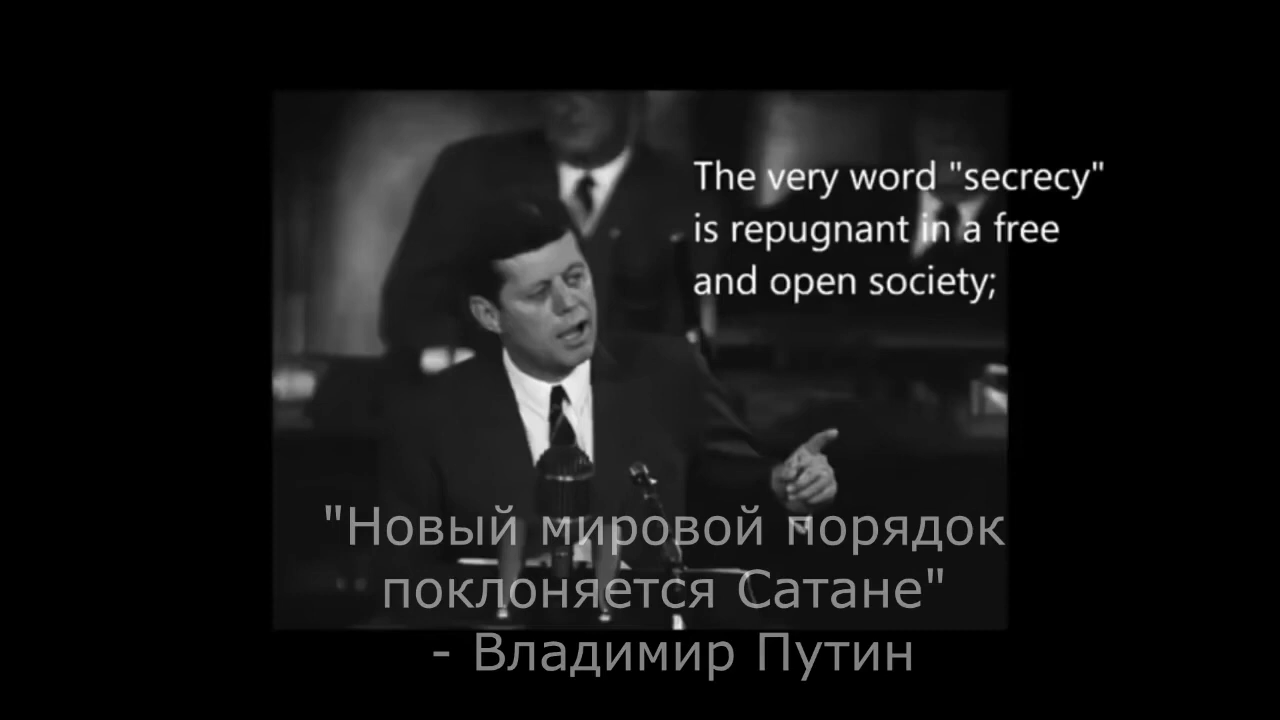 The very word "secrecy"
is repugnant in a free
and open society;
"Новый мировой порядок
поклоняется Сатане"
- Владимир Путин